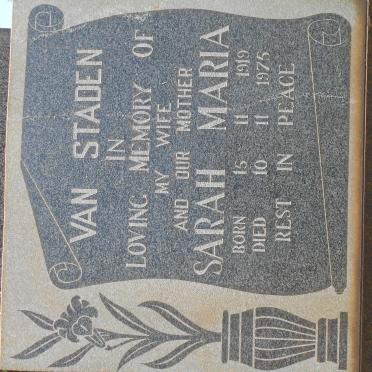 VAN STADEN
IN
LOVING MEMORY OF
MY WIFE
AND OUR MOTHER
SARAH MARIA
BORN 15 11 1919
DIED 10 11 1975
REST IN PEACE